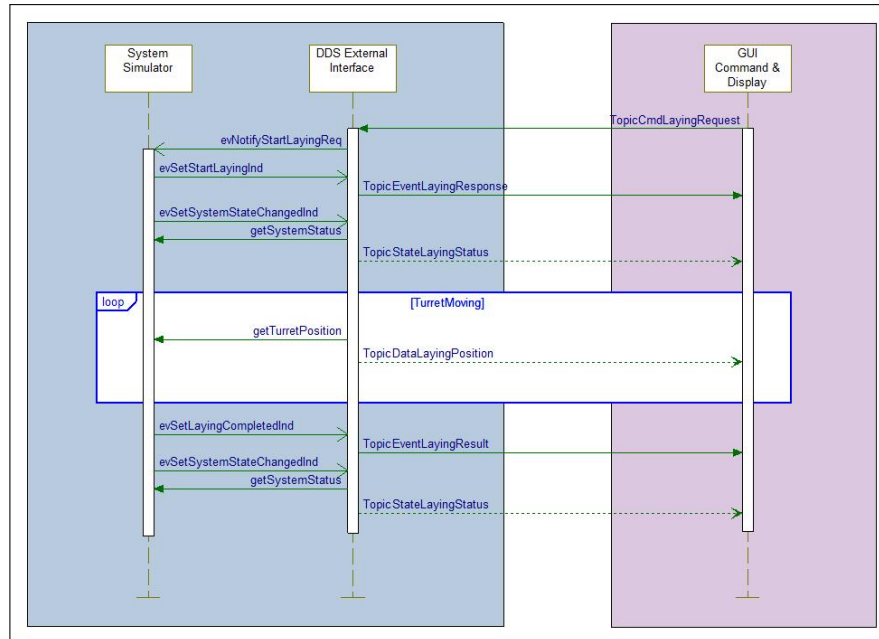 System
Simulator
DDS External
Interface
GUI
Command &
Display
TopicCmdLayingRequest
evNotifyStartLayingReq
evSetStartLayingInd
TopicEventLayingResponse
evSetSystemStateChangedInd
getSystemStatus
TopicStateLayingStatus
loop
[TurretMoving]
getTurretPosition
TopicDataLayingPosition
evSetLayingCompletedInd
TopicEventLayingResult
evSetSystemStateChangedInd
getSystemStatus
TopicStateLayingStatus